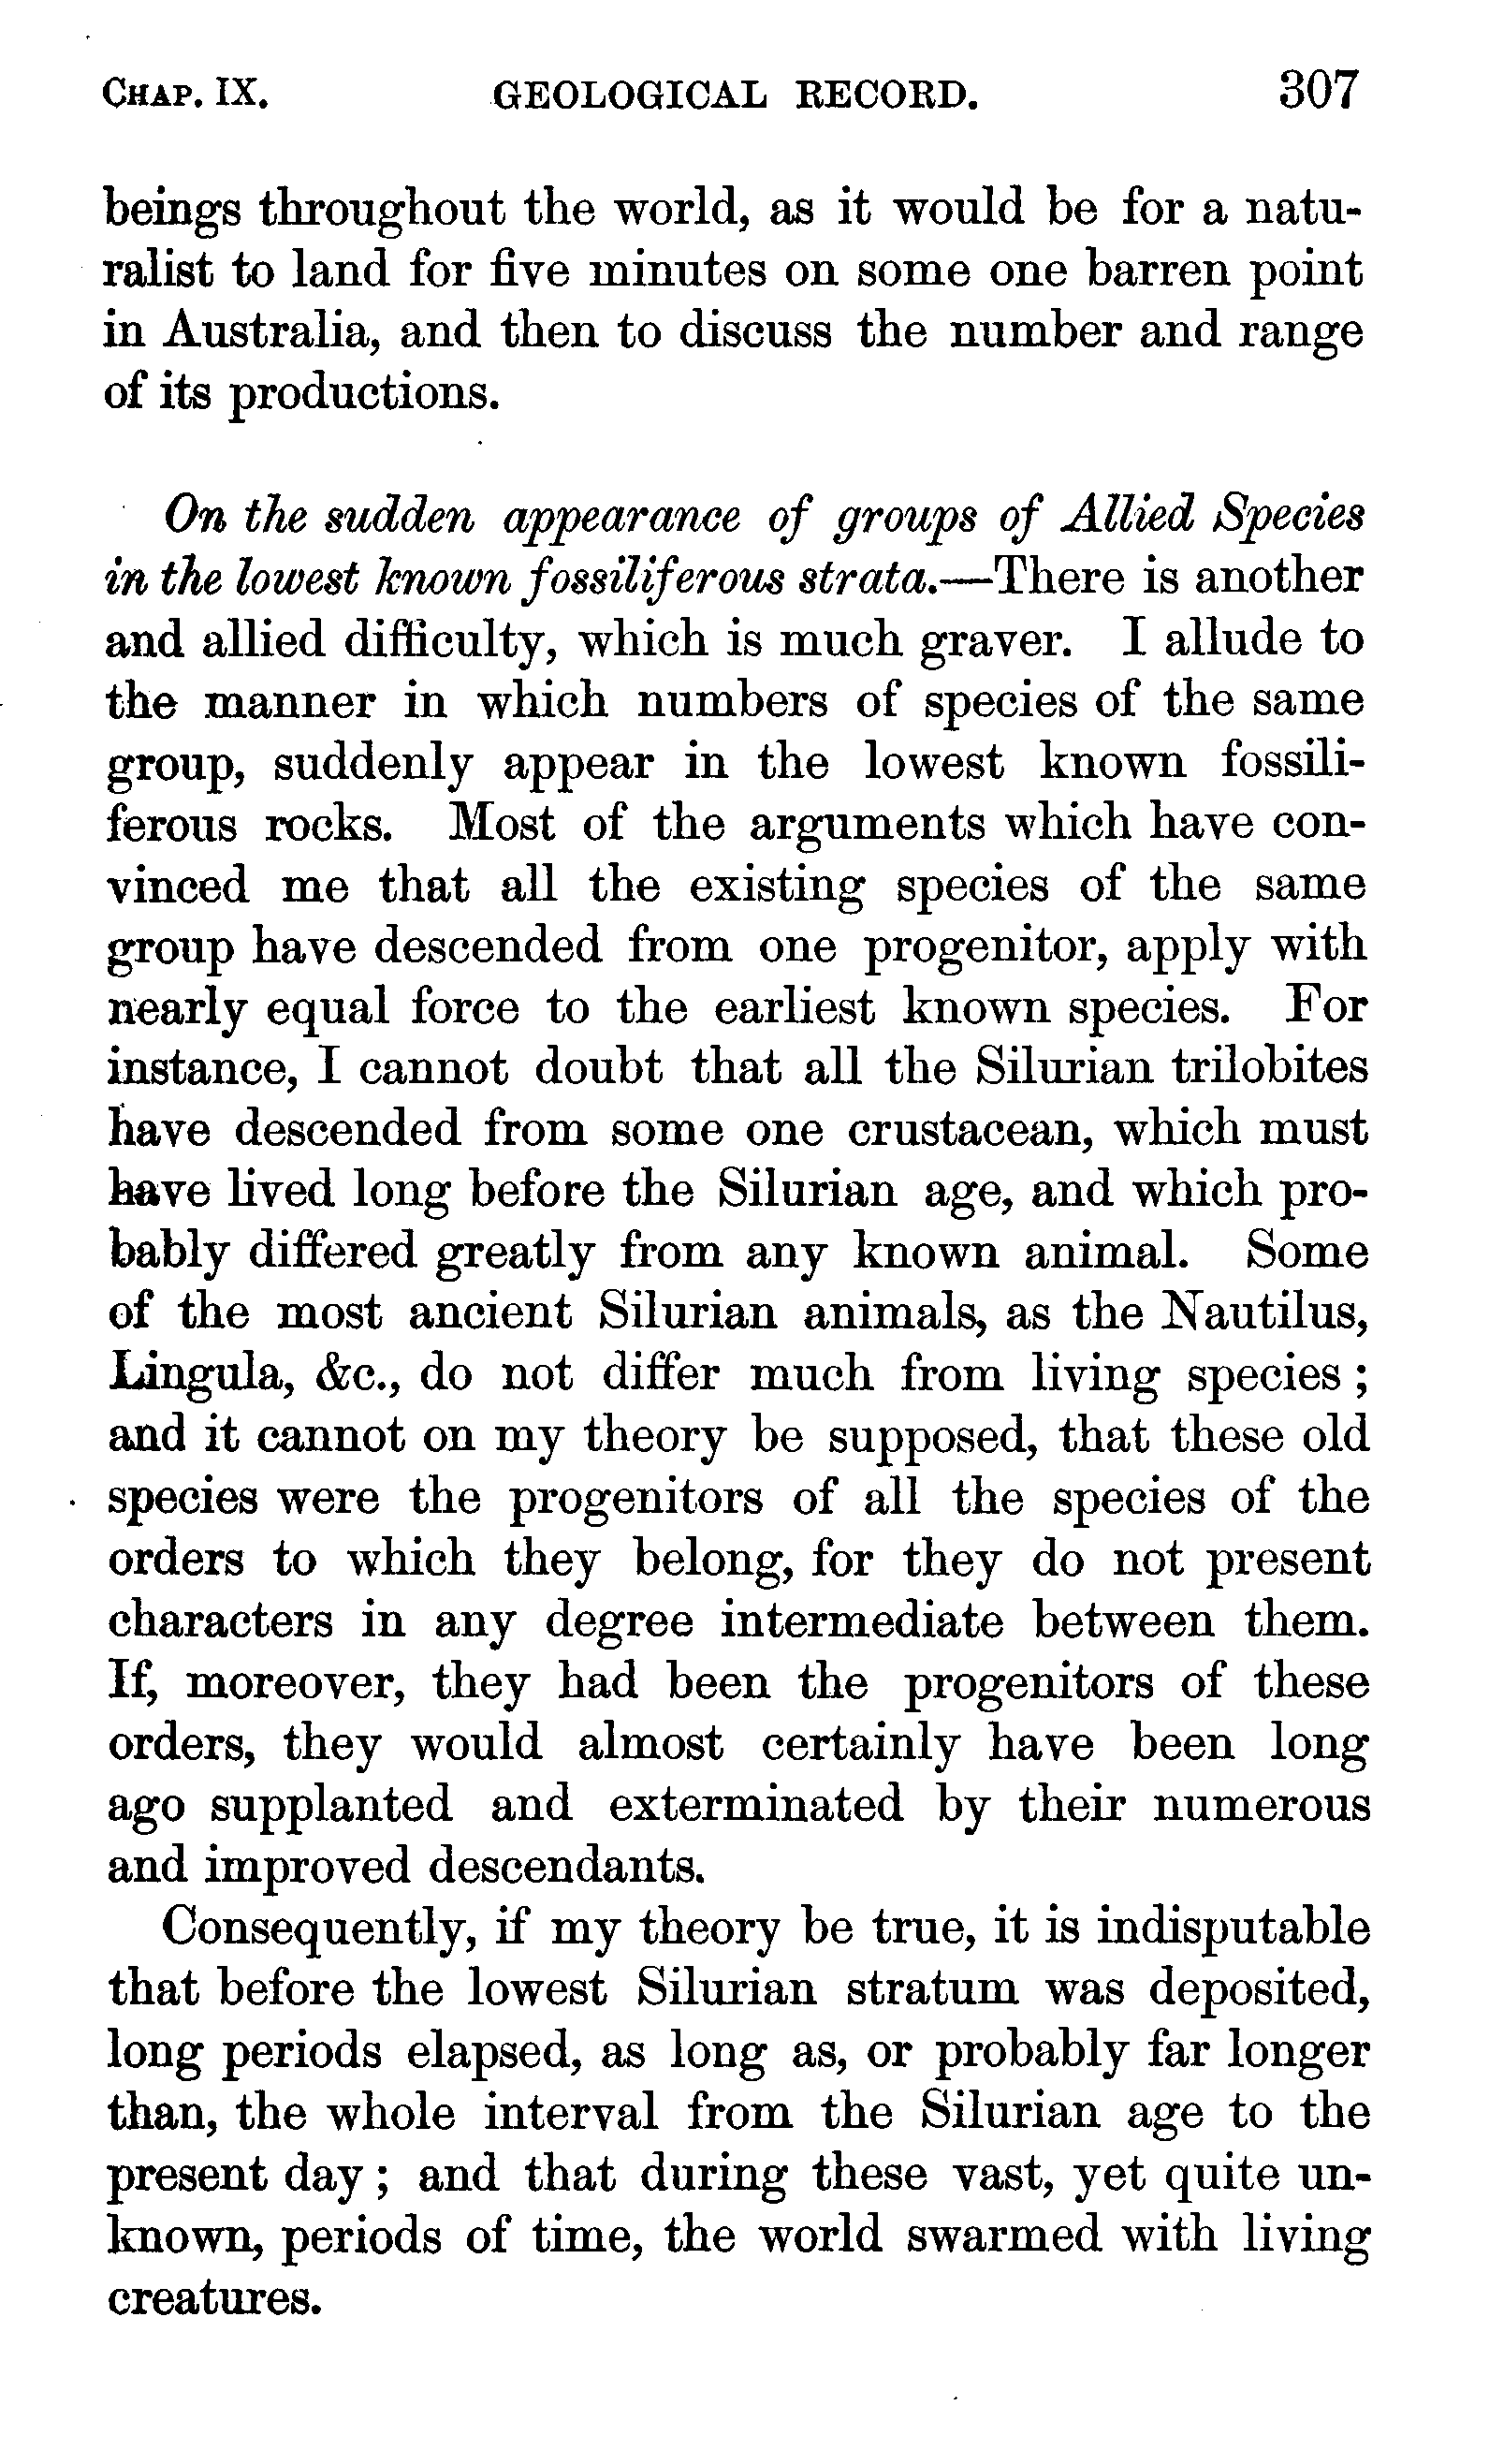 CHAP. IX. GEOLOGICAL RECORD. 307
beings throughout the world, as it would be for a natu-
ralist to land for five minutes on some one barren point
in Australia, and then to discuss the number and range
of its productions.
On the sudden appearance of groups of Allied Species
in the lowest known fossiliferous strata.—There is another
and allied difficulty, which is much graver. I allude to
the manner in which numbers of species of the same
group, suddenly appear in the lowest known fossili-
ferous rocks. Most of the arguments which have con-
vinced me that all the existing species of the same
group have descended from one progenitor, apply with
nearly equal force to the earliest known species. For
instance, I cannot doubt that all the Silurian trilobites
have descended from some one crustacean, which must
have lived long before the Silurian age, and which pro-
bably differed greatly from any known animal. Some
of the most ancient Silurian animals, as the Nautilus,
Lingula, &c., do not differ much from living species;
and it cannot on my theory be supposed, that these old
species were the progenitors of all the species of the
orders to which they belong, for they do not present
characters in any degree intermediate between them.
If, moreover, they had been the progenitors of these
orders, they would almost certainly have been long
ago supplanted and exterminated by their numerous
and improved descendants.
Consequently, if my theory be true, it is indisputable
that before the lowest Silurian stratum was deposited,
long periods elapsed, as long as, or probably far longer
than, the whole interval from the Silurian age to the
present day; and that during these vast, yet quite un-
known, periods of time, the world swarmed with living
creatures.